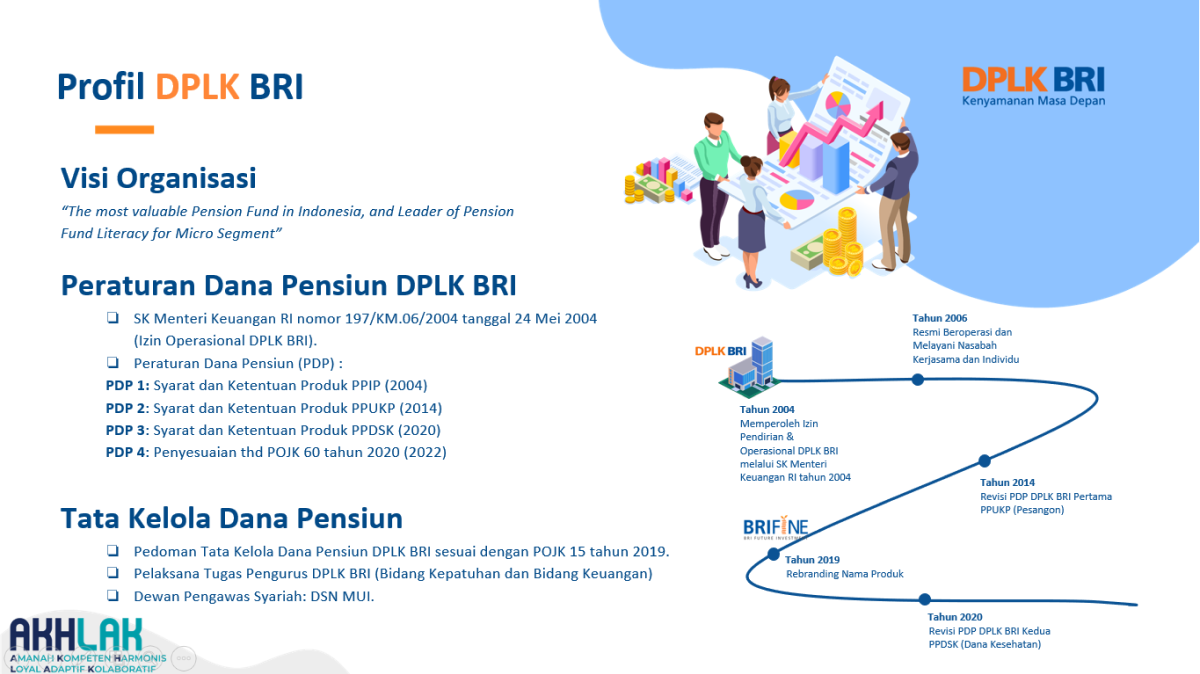 Profil DPLK BRI
DPLK BRI
Kenyamanan Masa Depan
Visi Organisasi
“The most valuable Pension Fund in Indonesia, and Leader of Pension
Fund Literacy for Micro Segment”
Peraturan Dana Pensiun DPLK BRI
❑ SK Menteri Keuangan RI nomor 197/KM.06/2004 tanggal 24 Mei 2004
(Izin Operasional DPLK BRI).
❑ Peraturan Dana Pensiun (PDP) :
PDP 1: Syarat dan Ketentuan Produk PPIP (2004)
PDP 2: Syarat dan Ketentuan Produk PPUKP (2014)
PDP 3: Syarat dan Ketentuan Produk PPDSK (2020)
PDP 4: Penyesuaian thd POJK 60 tahun 2020 (2022)
Tata Kelola Dana Pensiun
❑ Pedoman Tata Kelola Dana Pensiun DPLK BRI sesuai dengan POJK 15 tahun 2019.
❑ Pelaksana Tugas Pengurus DPLK BRI (Bidang Kepatuhan dan Bidang Keuangan)
❑ Dewan Pengawas Syariah: DSN MUI.
DPLK BRI
Tahun 2004
Memperoleh Izin
Pendirian &
Operasional DPLK BRI
melalui SK Menteri
Keuangan RI tahun 2004
Tahun 2006
Resmi Beroperasi dan
Melayani Nasabah
Kerjasama dan Individu
Tahun 2014
Revisi PDP DPLK BRI Pertama
PPUKP (Pesangon)
BRIFINE
BRI FUTURE INVESTMENT
Tahun 2019
Rebranding Nama Produk
Tahun 2020
Revisi PDP DPLK BRI Kedua
PPDSK (Dana Kesehatan)
AKHLAK
AMANAH KOMPETEN HARMONIS
LOYAL ADAPTIF KOLABORATIF